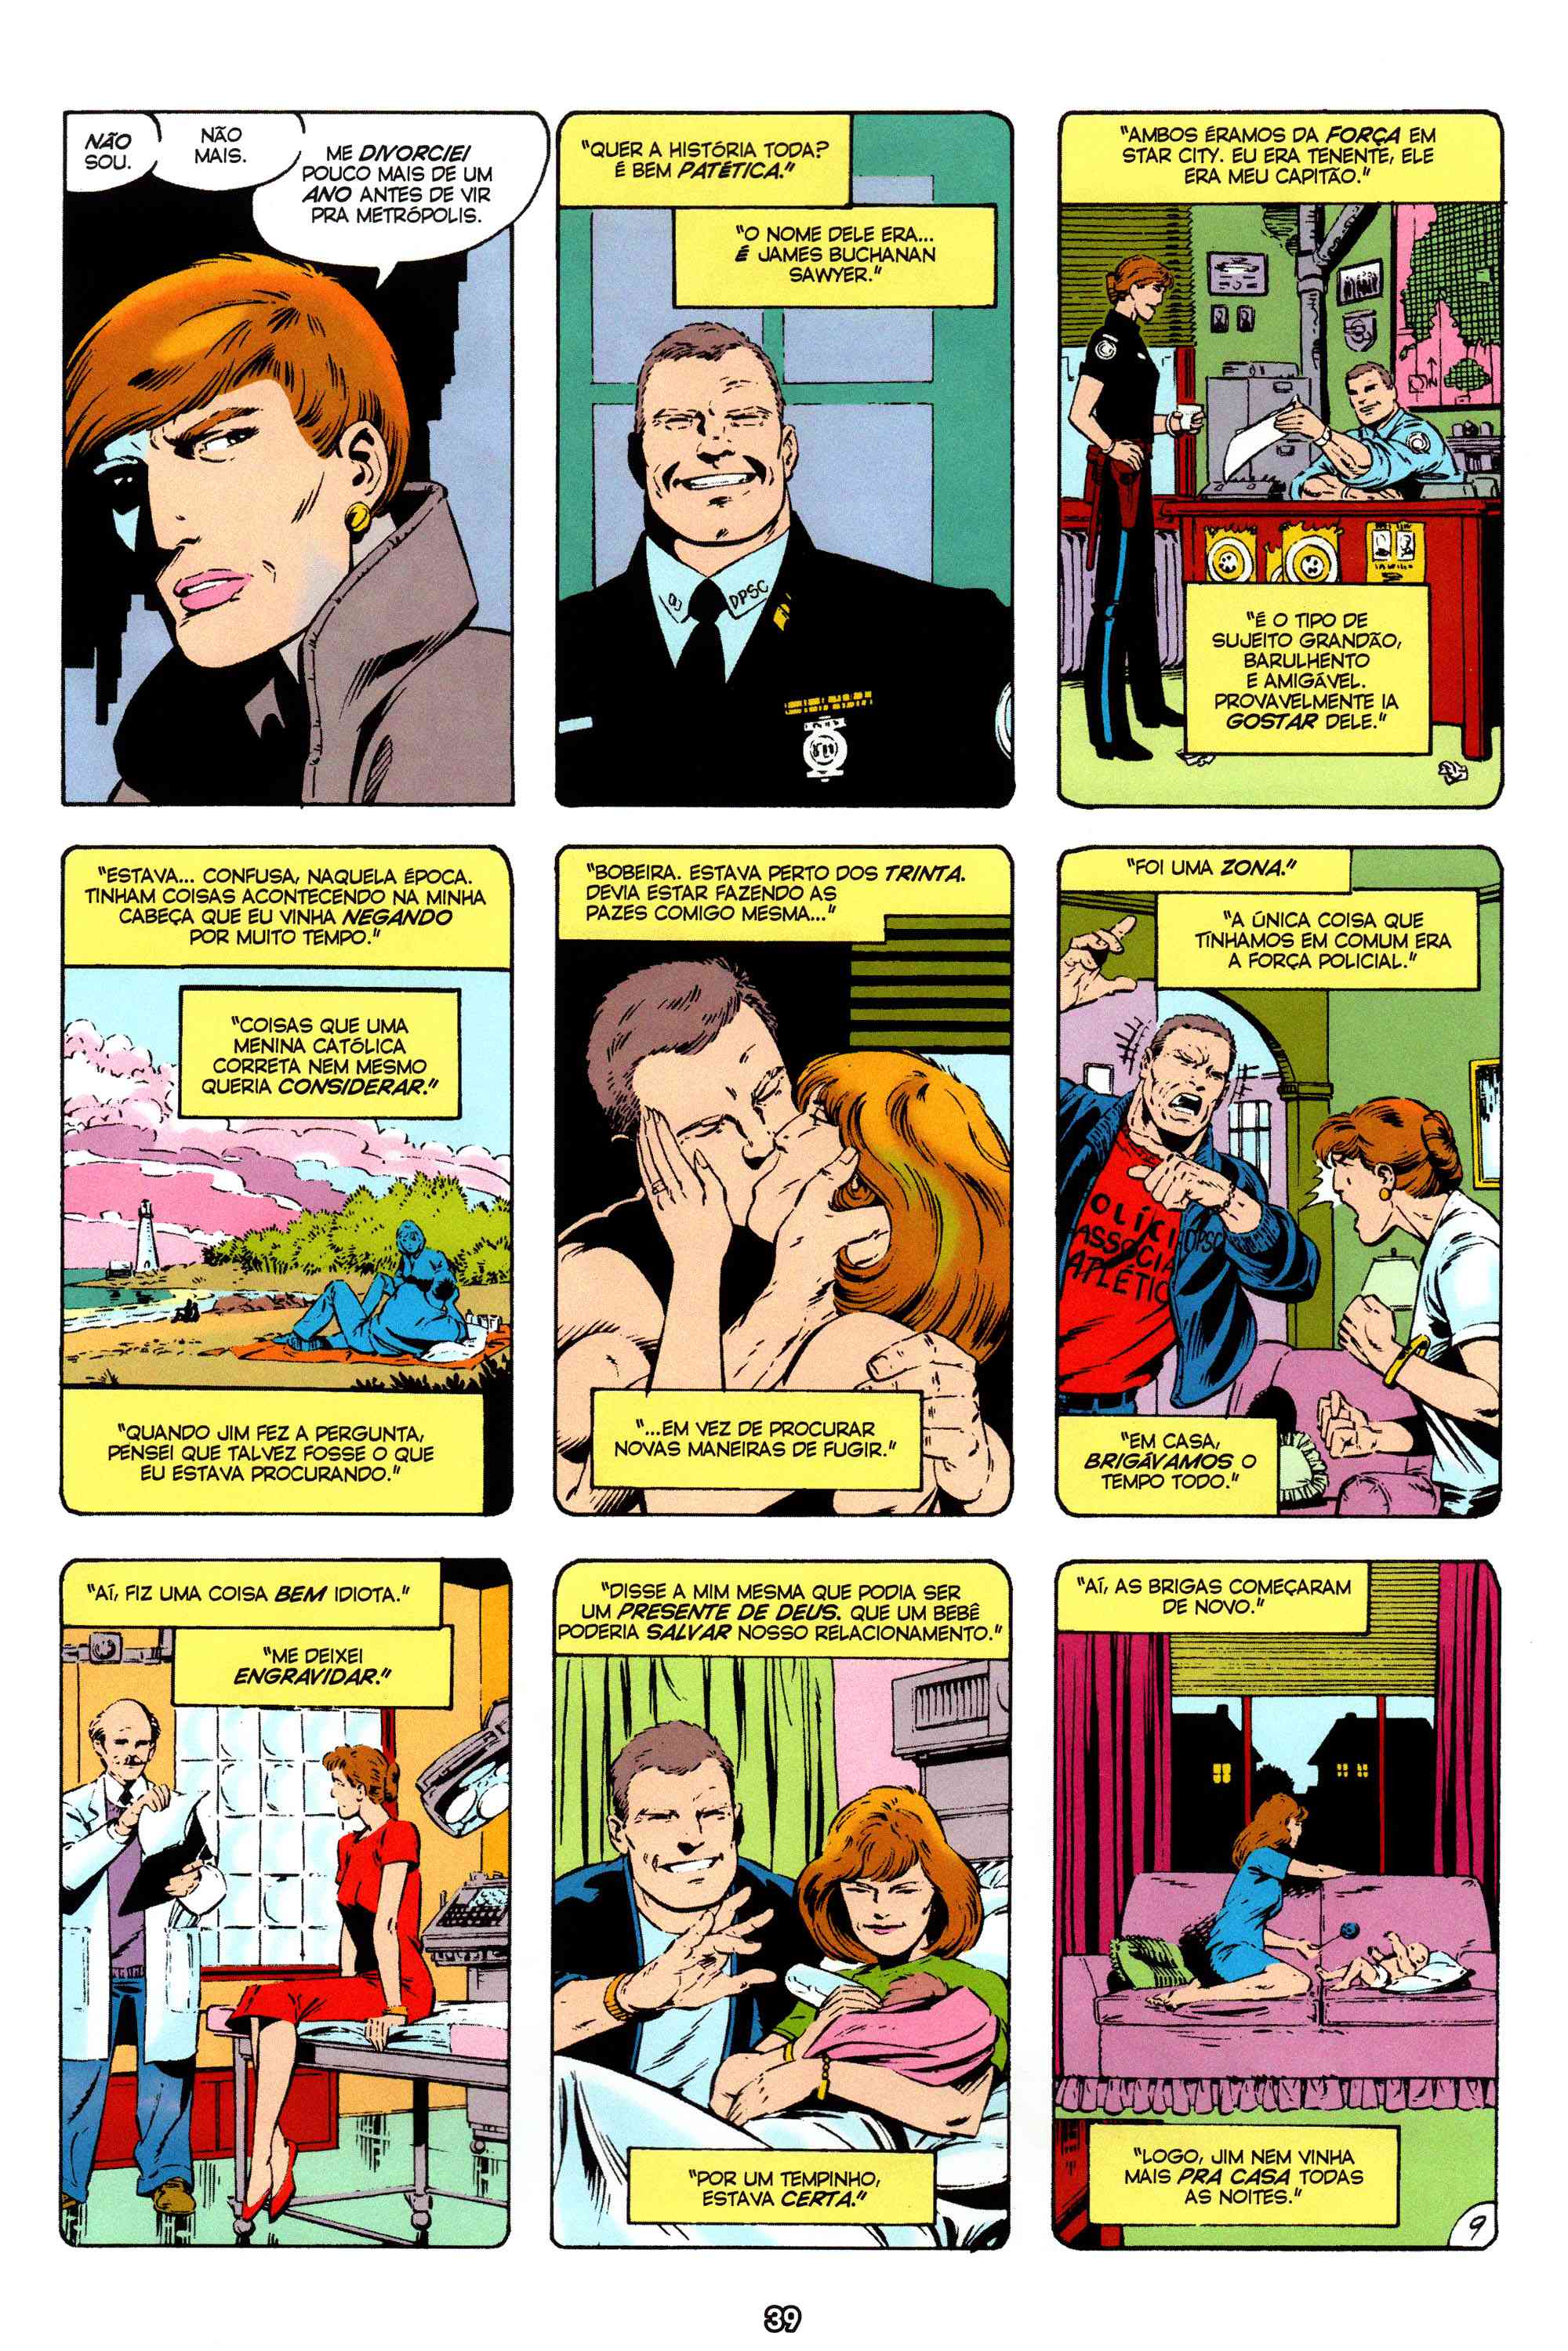 NÃO
SOU.
NÃO
MAIS.
ME DIVORCIEI
POUCO MAIS DE UM
ANO ANTES DE VIR
PRA METRÓPOLIS.
"QUER A HISTÓRIA TODA?
É BEM PATÉTICA."
"O NOME DELE ERA...
É JAMES BUCHANAN
SAWYER."
DPSC
"AMBOS ÉRAMOS DA FORÇA EM
STAR CITY. EU ERA TENENTE, ELE
ERA MEU CAPITÃO."
"É O TIPO DE
SUJEITO GRANDÃO,
BARULHENTO
E AMIGÁVEL.
PROVAVELMENTE IA
GOSTAR DELE."
"ESTAVA... CONFUSA, NAQUELA ÉPOCA.
TINHAM COISAS ACONTECENDO NA MINHA
CABEÇA QUE EU VINHA NEGANDO
POR MUITO TEMPO."
"COISAS QUE UMA
MENINA CATÓLICA
CORRETA NEM MESMO
QUERIA CONSIDERAR."
"QUANDO JIM FEZ A PERGUNTA,
PENSEI QUE TALVEZ FOSSE O QUE
EU ESTAVA PROCURANDO."
"BOBEIRA. ESTAVA PERTO DOS TRINTA.
DEVIA ESTAR FAZENDO AS
PAZES COMIGO MESMA..."
"...EM VEZ DE PROCURAR
NOVAS MANEIRAS DE FUGIR."
"FOI UMA ZONA."
"A ÚNICA COISA QUE
TÍNHAMOS EM COMUM ERA
A FORÇA POLICIAL."
OLÍCI
ASSOCIA
ATLÉTIC
DPSC
"EM CASA,
BRIGÁVAMOS O
TEMPO TODO."
"AÍ, FIZ UMA COISA BEM IDIOTA."
"ME DEIXEI
ENGRAVIDAR."
"DISSE A MIM MESMA QUE PODIA SER
UM PRESENTE DE DEUS. QUE UM BEBÊ
PODERIA SALVAR NOSSO RELACIONAMENTO."
"POR UM TEMPINHO,
ESTAVA CERTA."
"AÍ, AS BRIGAS COMEÇARAM
DE NOVO."
"LOGO, JIM NEM VINHA
MAIS PRA CASA TODAS
AS NOITES."
9
39